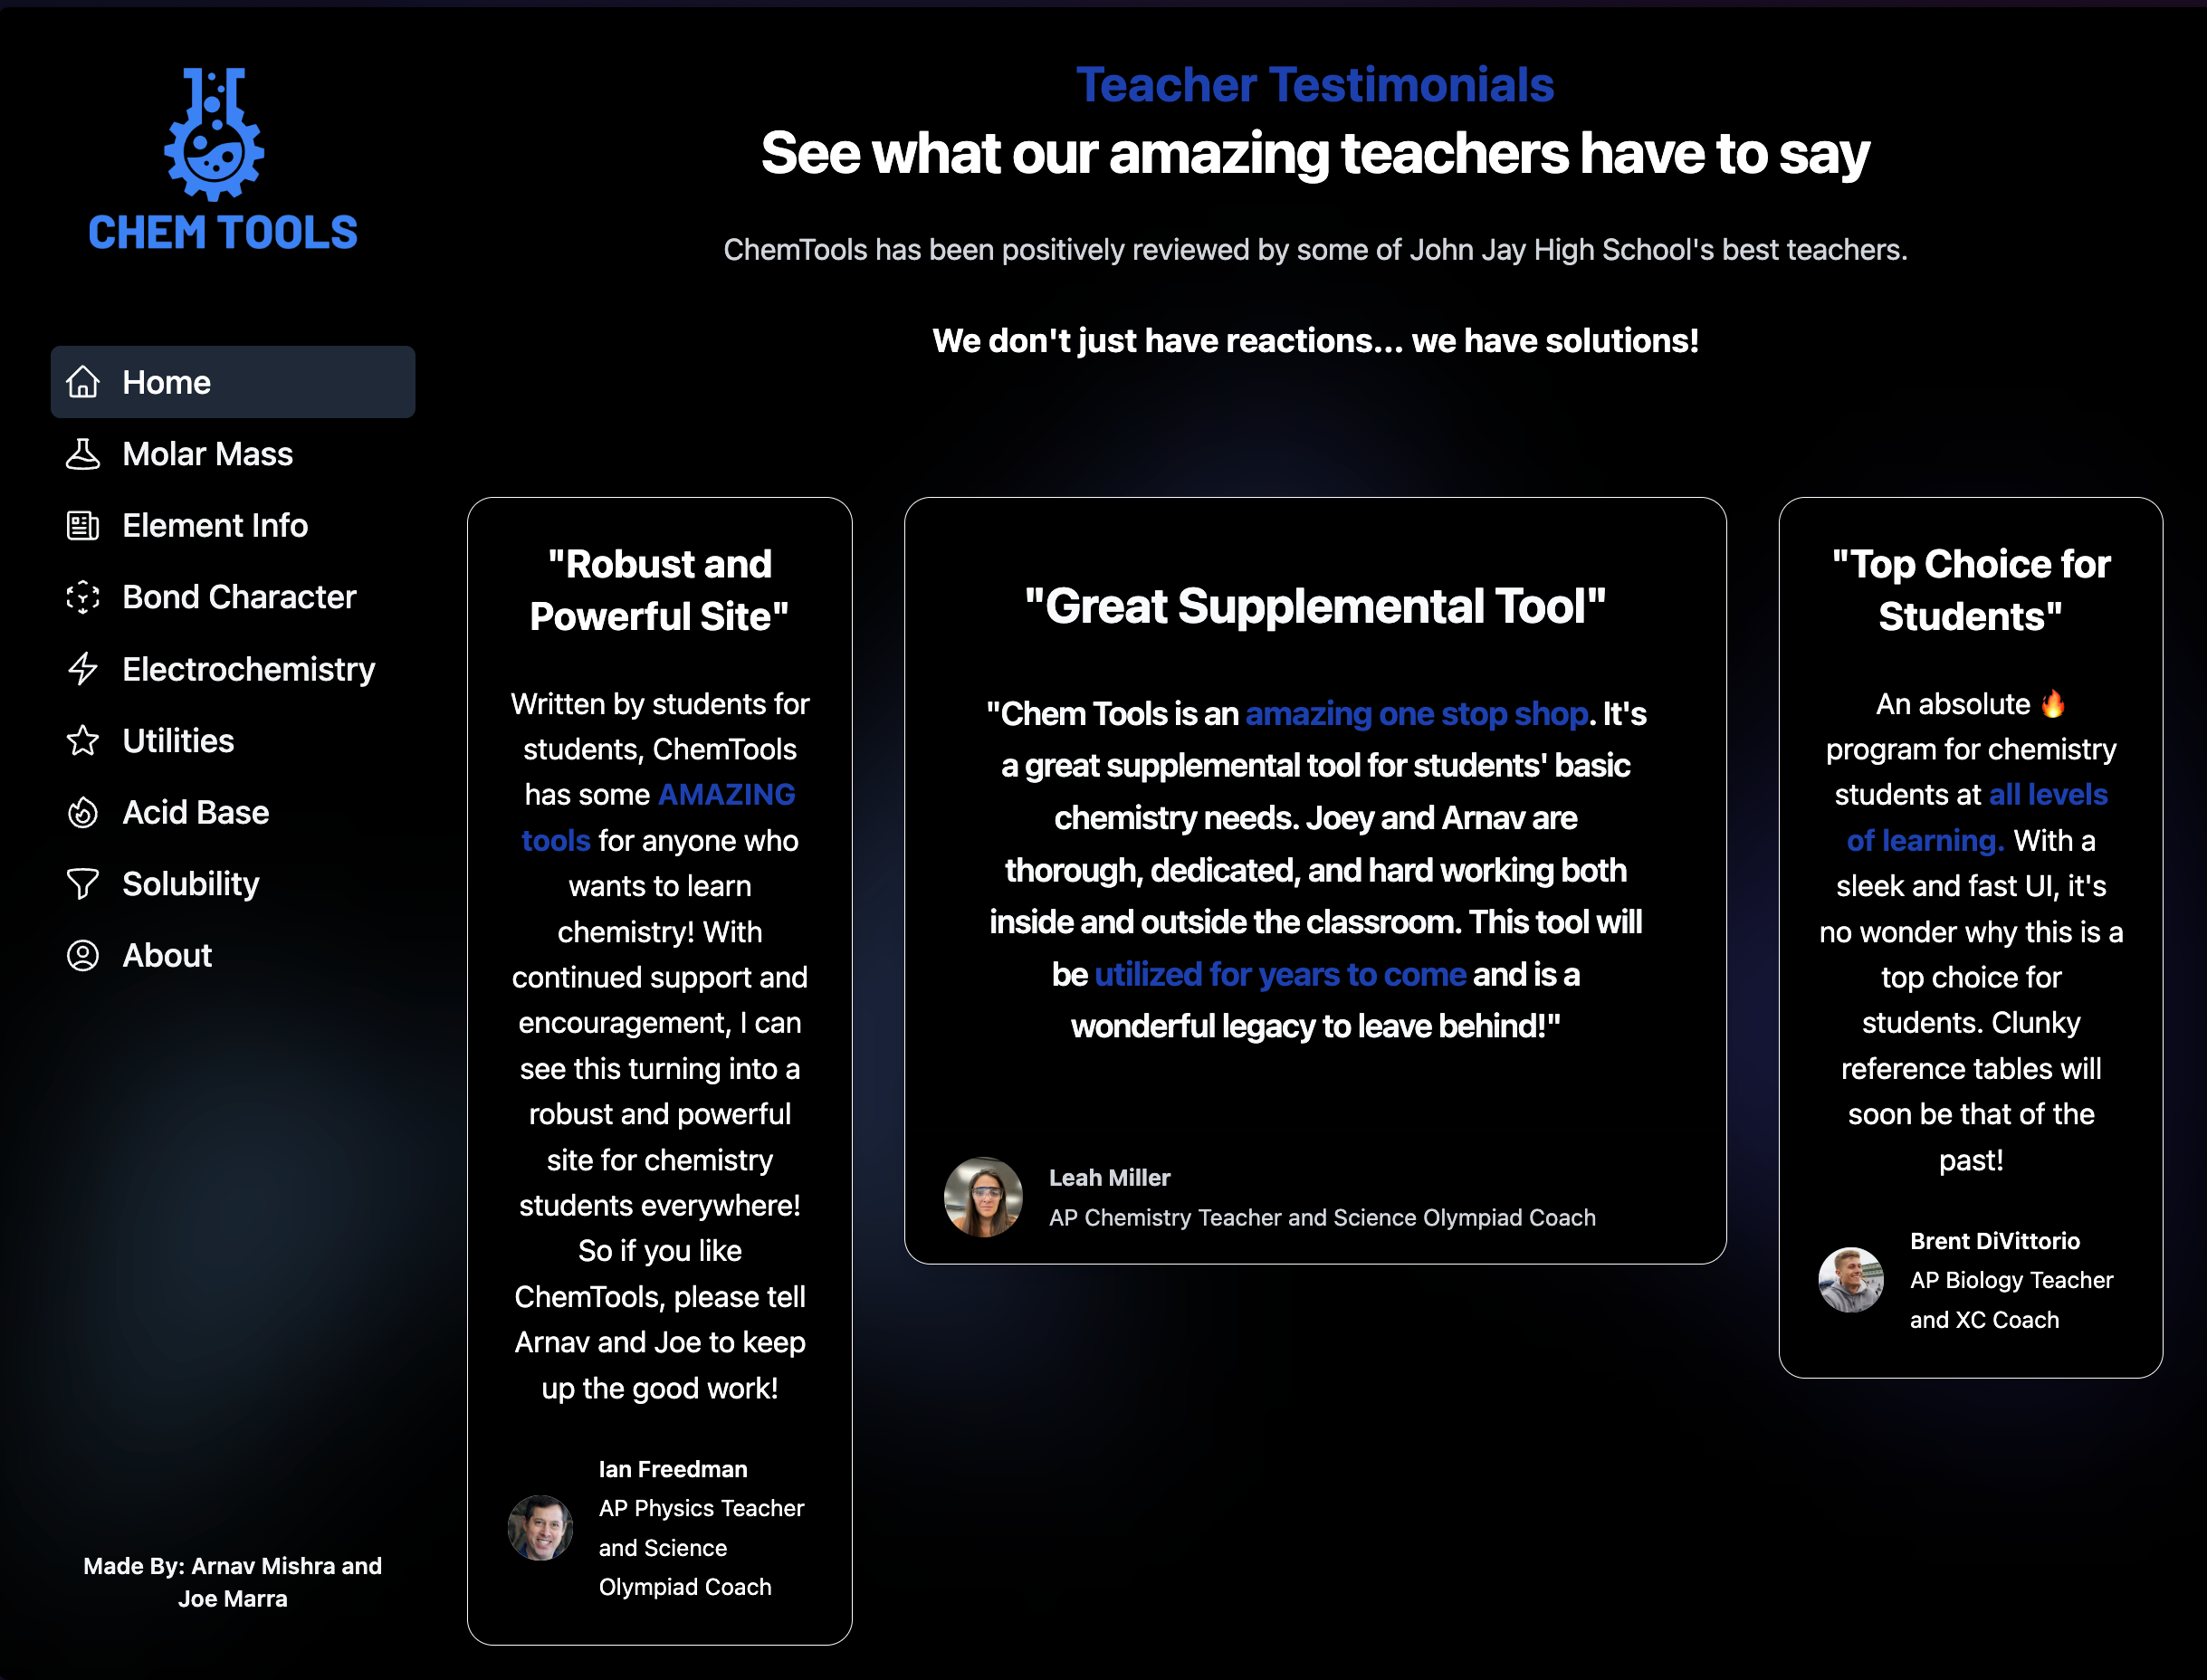 CHEM TOOLS
Home
Molar Mass
Element Info
Bond Character
Electrochemistry
Utilities
Acid Base
Solubility
About
Made By: Arnav Mishra and
Joe Marra
Teacher Testimonials
See what our amazing teachers have to say
ChemTools has been positively reviewed by some of John Jay High School's best teachers.
We don't just have reactions... we have solutions!
"Robust and
Powerful Site"
Written by students for
students, ChemTools
has some AMAZING
tools for anyone who
wants to learn
chemistry! With
continued support and
encouragement, I can
see this turning into a
robust and powerful
site for chemistry
students everywhere!
So if you like
ChemTools, please tell
Arnav and Joe to keep
up the good work!
Ian Freedman
AP Physics Teacher
and Science
Olympiad Coach
"Great Supplemental Tool"
"Chem Tools is an amazing one stop shop. It's
a great supplemental tool for students' basic
chemistry needs. Joey and Arnav are
thorough, dedicated, and hard working both
inside and outside the classroom. This tool will
be utilized for years to come and is a
wonderful legacy to leave behind!"
Leah Miller
AP Chemistry Teacher and Science Olympiad Coach
"Top Choice for
Students"
An absolute 🔥
program for chemistry
students at all levels
of learning. With a
sleek and fast UI, it's
no wonder why this is a
top choice for
students. Clunky
reference tables will
soon be that of the
past!
Brent DiVittorio
AP Biology Teacher
and XC Coach